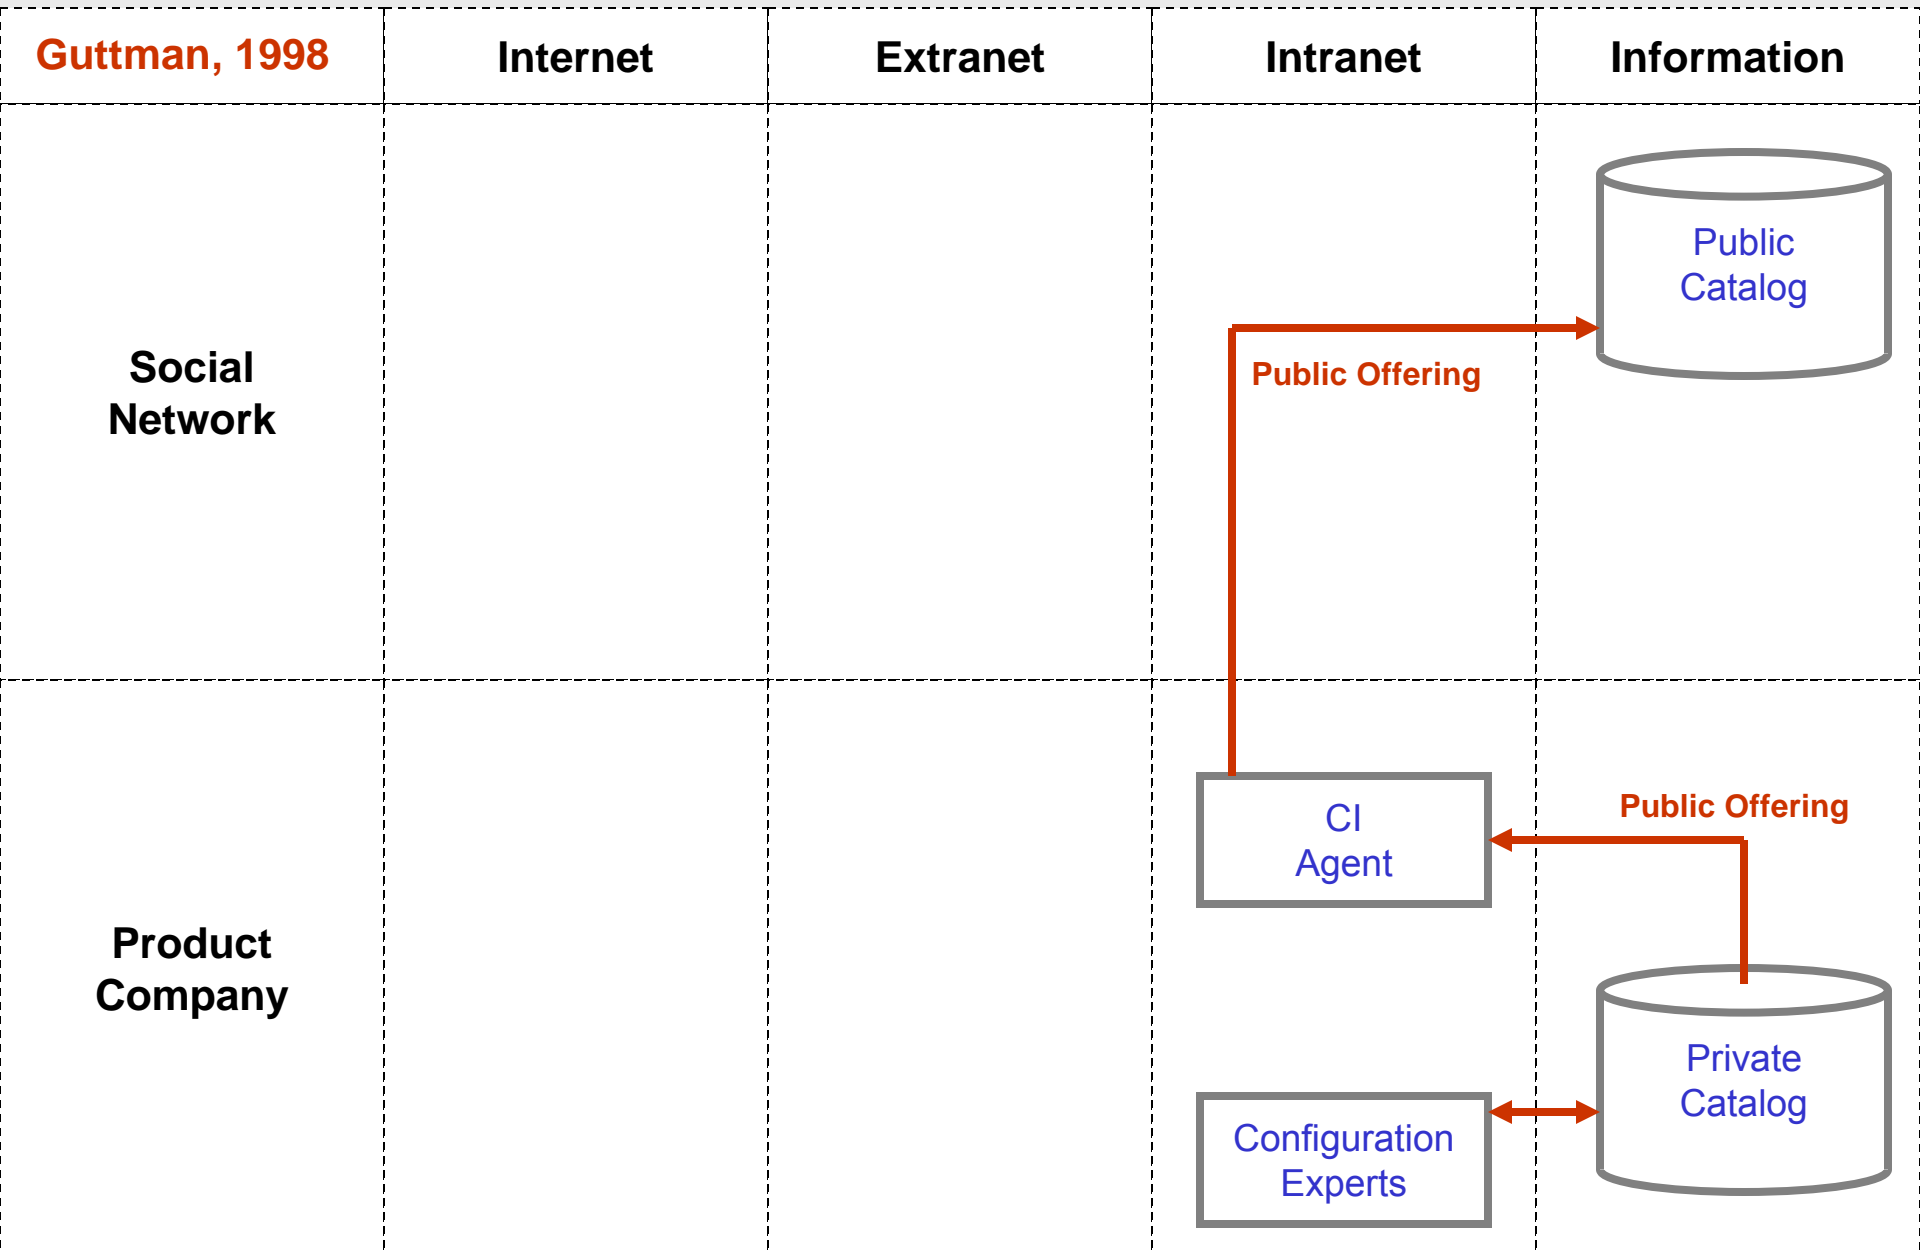 Guttman, 1998
Internet
Extranet
Intranet
Information
Social
Network
Public
Catalog
Public Offering
Product
Company
CI
Agent
Public Offering
Private
Catalog
Configuration
Experts